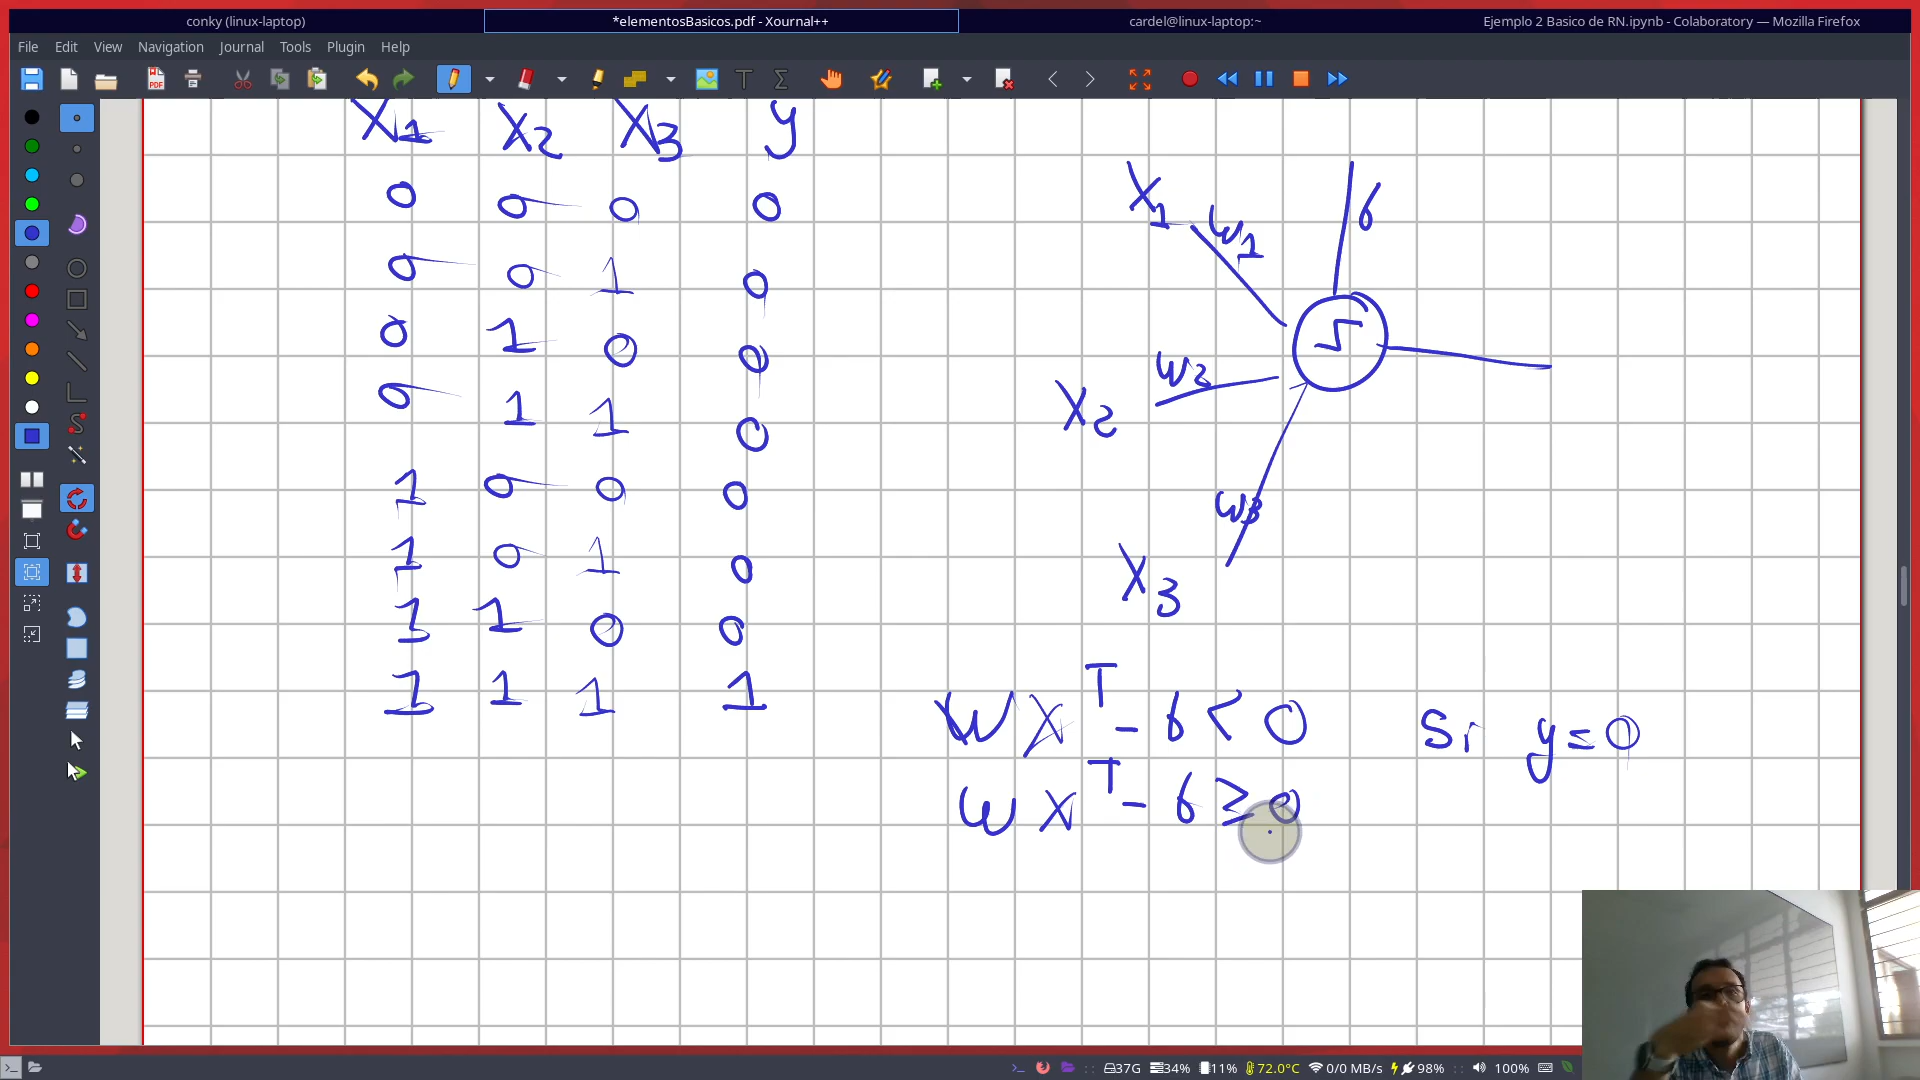 conky (linux-laptop) *elementosBasicos.pdf - Xournal++ cardel@linux-laptop:~ Ejemplo 2 Basico de RN.ipynb - Colaboratory — Mozilla Firefox
File Edit View Navigation Journal Tools Plugin Help
X1 X2 X3 y
0 0 0 0
0 0 1 0
0 1 0 0
0 1 1 0
1 0 0 0
1 0 1 0
1 1 0 0
1 1 1 1
X1 W1 b
W2
X2
W3
X3
W X^T - b < 0 Si y = 0
W X^T - b ≥ 0
37G 34% 11% 72.0°C 0/0 MB/s 98% 100%